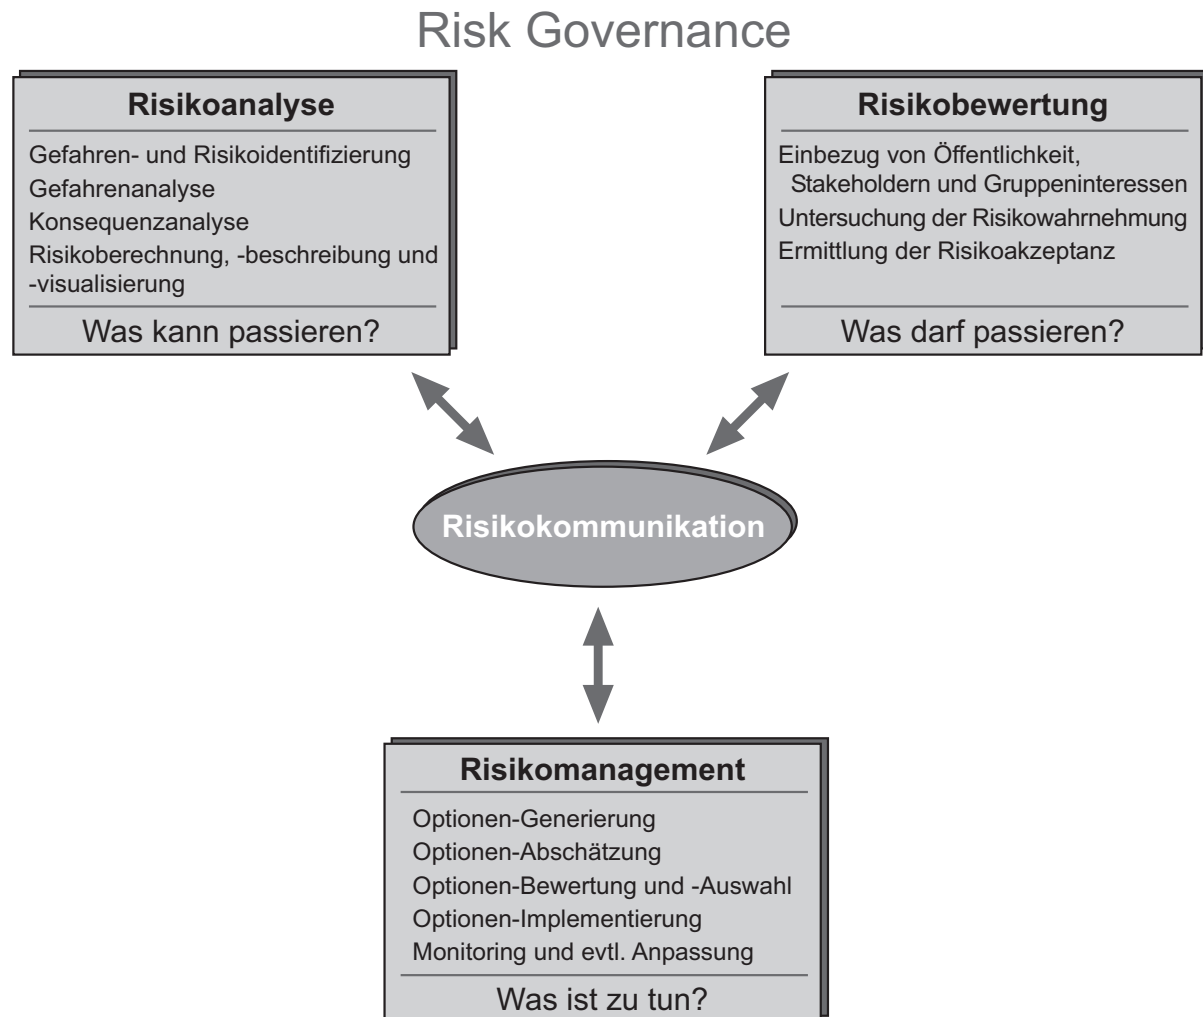 Risk Governance
Risikoanalyse
Gefahren- und Risikoidentifizierung
Gefahrenanalyse
Konsequenzanalyse
Risikoberechnung, -beschreibung und
-visualisierung
Was kann passieren?
Risikobewertung
Einbezug von Öffentlichkeit,
Stakeholdern und Gruppeninteressen
Untersuchung der Risikowahrnehmung
Ermittlung der Risikoakzeptanz
Was darf passieren?
Risikokommunikation
Risikomanagement
Optionen-Generierung
Optionen-Abschätzung
Optionen-Bewertung und -Auswahl
Optionen-Implementierung
Monitoring und evtl. Anpassung
Was ist zu tun?